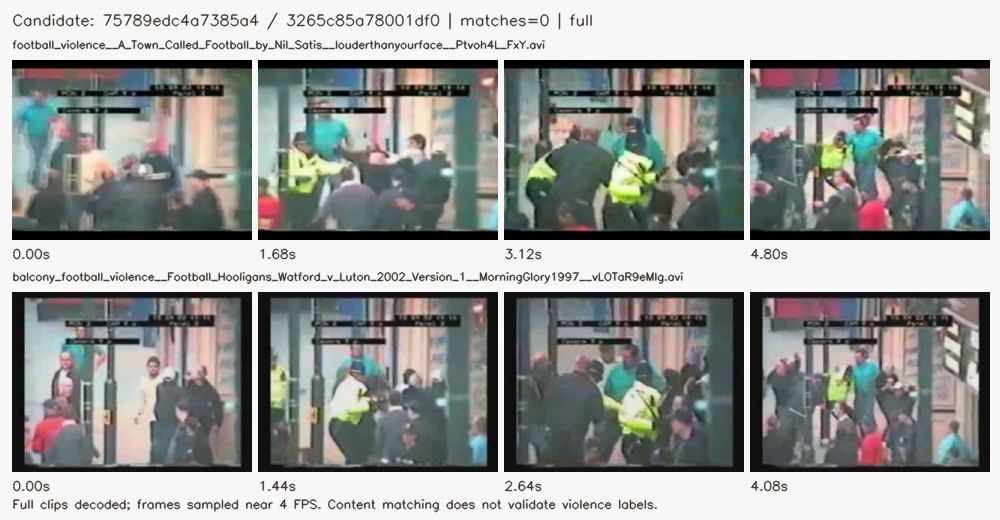 Candidate: 75789edc4a7385a4 / 3265c85a78001df0 | matches=0 | full
football_violence__A_Town_Called_Football_by_Nil_Satis__louderthanyourface__Ptvoh4L_FxY.avi
0.00s
1.68s
3.12s
4.80s
balcony_football_violence__Football_Hooligans_Watford_v_Luton_2002_Version_1__MorningGlory1997__vLOTaR9eMIg.avi
0.00s
1.44s
2.64s
4.08s
Full clips decoded; frames sampled near 4 FPS. Content matching does not validate violence labels.